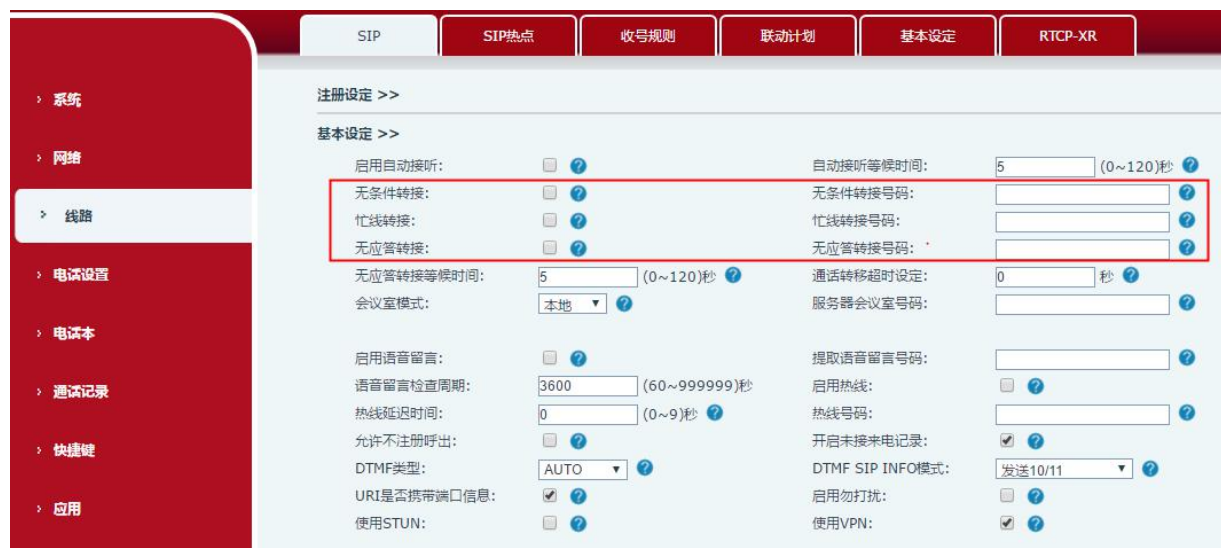 SIP SIP热点 收号规则 联动计划 基本设定 RTCP-XR
› 系统
› 网络
› 线路
› 电话设置
› 电话本
› 通话记录
› 快捷键
› 应用
注册设定 >>
基本设定 >>
启用自动接听: ? 自动接听等候时间: 5 (0~120)秒 ?
无条件转接: ? 无条件转接号码: ?
忙线转接: ? 忙线转接号码: ?
无应答转接: ? 无应答转接号码: ?
无应答转接等候时间: 5 (0~120)秒 ? 通话转移超时设定: 0 秒 ?
会议室模式: 本地 ? 服务器会议室号码: ?
启用语音留言: ? 提取语音留言号码: ?
语音留言检查周期: 3600 (60~999999)秒 启用热线: ?
热线延迟时间: 0 (0~9)秒 ? 热线号码: ?
允许不注册呼出: ? 开启未接来电记录: ?
DTMF类型: AUTO ? DTMF SIP INFO模式: 发送10/11 ?
URI是否携带端口信息: ? 启用勿打扰: ?
使用STUN: ? 使用VPN: ?